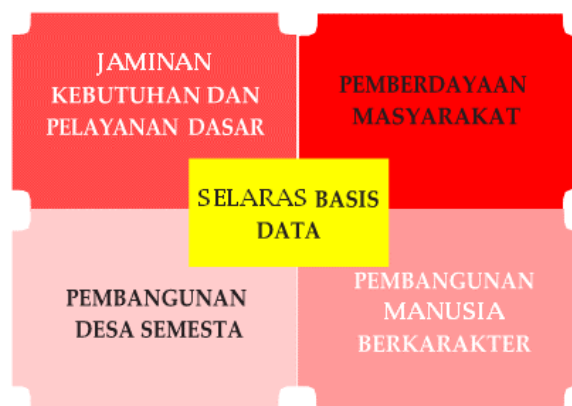 JAMINAN
KEBUTUHAN DAN
PELAYANAN DASAR
PEMBERDAYAAN
MASYARAKAT
SELARAS BASIS
DATA
PEMBANGUNAN
DESA SEMESTA
PEMBANGUNAN
MANUSIA
BERKARAKTER